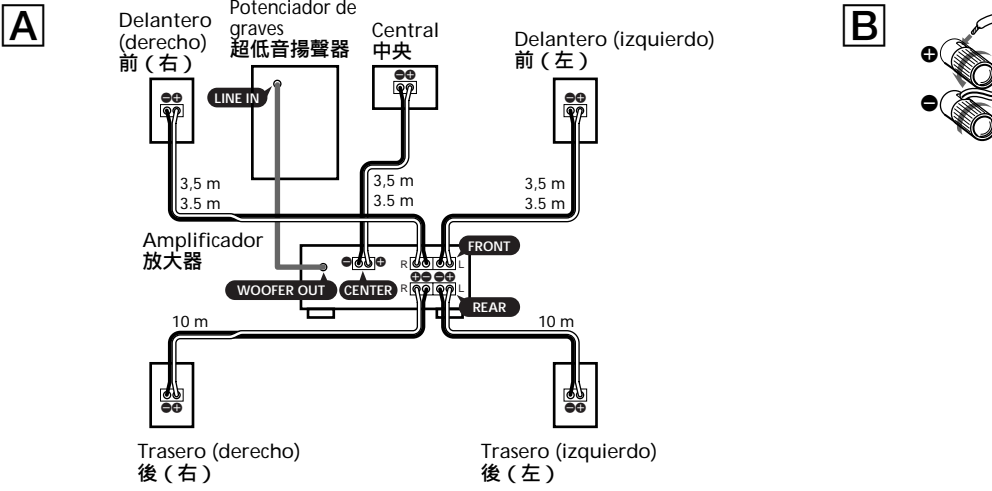 A
Delantero
(derecho)
前（右）
Potenciador de
graves
超低音揚聲器
Central
中央
Delantero (izquierdo)
前（左）
B
LINE IN
3,5 m
3.5 m
3,5 m
3.5 m
3,5 m
3.5 m
Amplificador
放大器
R
L
FRONT
WOOFER OUT
CENTER
R
L
REAR
10 m
10 m
Trasero (derecho)
後（右）
Trasero (izquierdo)
後（左）